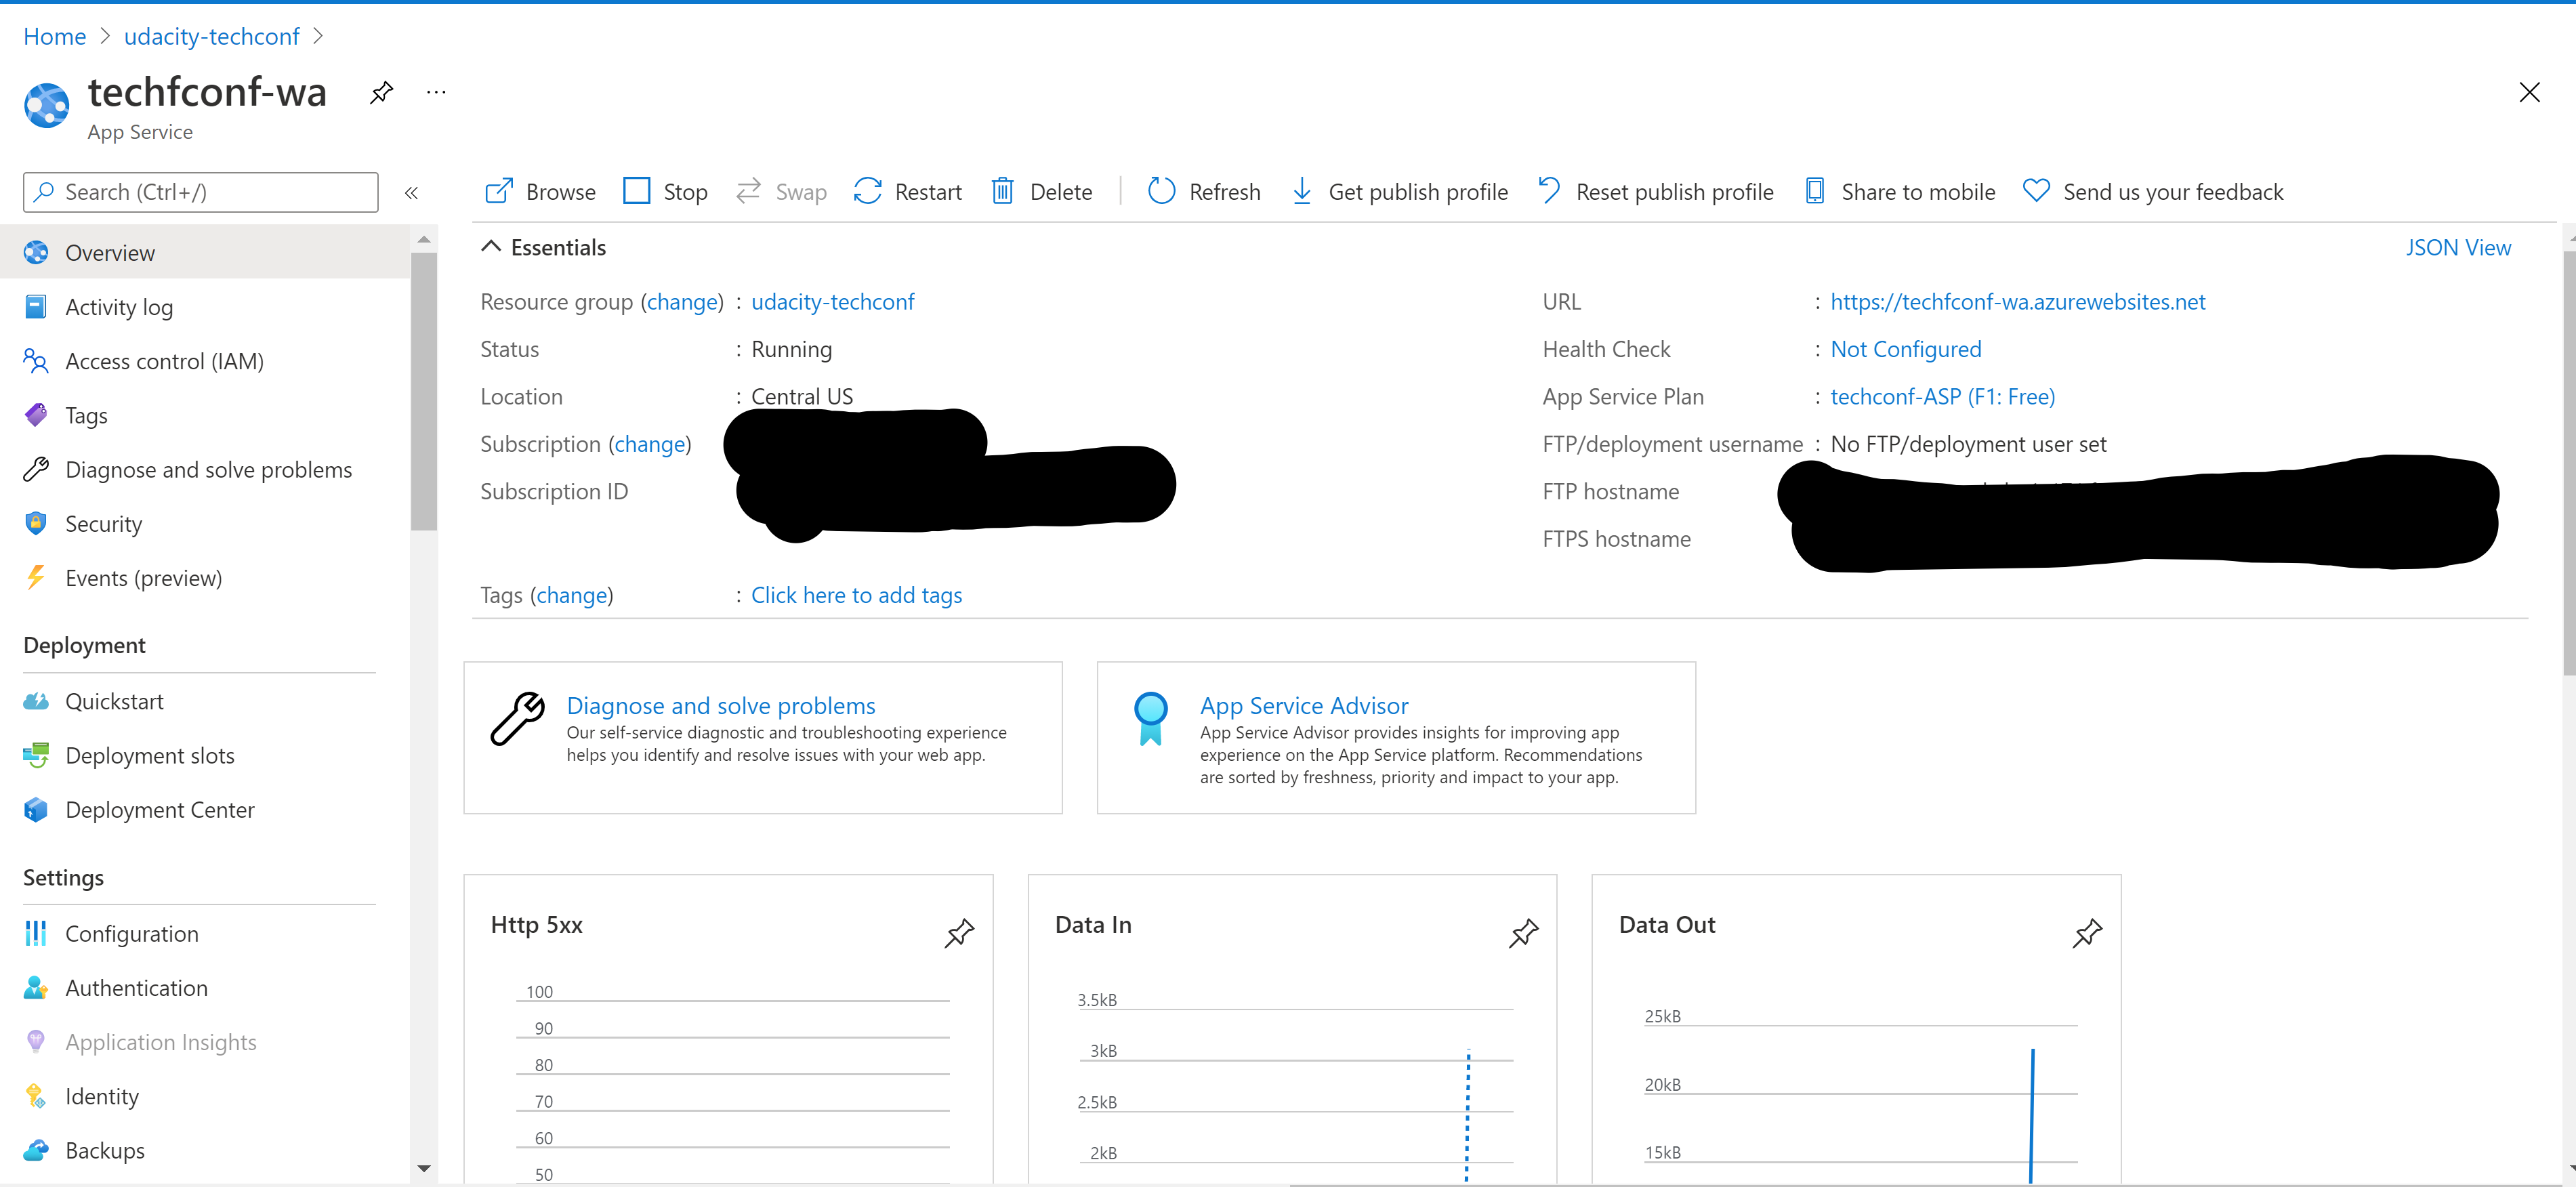 Home > udacity-techconf >
techfconf-wa
App Service
Search (Ctrl+/)
Browse Stop Swap Restart Delete Refresh Get publish profile Reset publish profile Share to mobile Send us your feedback
Overview
Activity log
Access control (IAM)
Tags
Diagnose and solve problems
Security
Events (preview)
Deployment
Quickstart
Deployment slots
Deployment Center
Settings
Configuration
Authentication
Application Insights
Identity
Backups
Essentials
JSON View
Resource group (change) : udacity-techconf
Status : Running
Location : Central US
Subscription (change)
Subscription ID
Tags (change) : Click here to add tags
URL : https://techfconf-wa.azurewebsites.net
Health Check : Not Configured
App Service Plan : techconf-ASP (F1: Free)
FTP/deployment username : No FTP/deployment user set
FTP hostname
FTPS hostname
Diagnose and solve problems
Our self-service diagnostic and troubleshooting experience
helps you identify and resolve issues with your web app.
App Service Advisor
App Service Advisor provides insights for improving app
experience on the App Service platform. Recommendations
are sorted by freshness, priority and impact to your app.
Http 5xx
100
90
80
70
60
50
Data In
3.5kB
3kB
2.5kB
2kB
Data Out
25kB
20kB
15kB